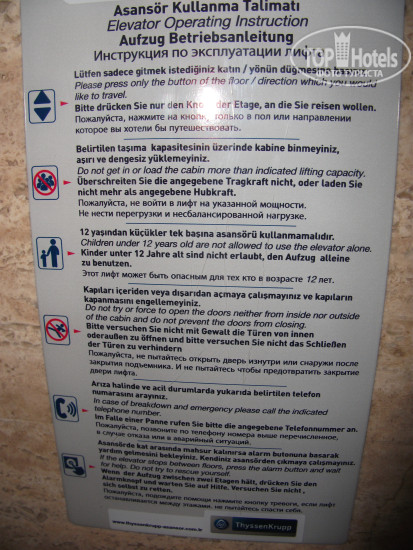 Asansör Kullanma Talimatı
Elevator Operating Instruction
Aufzug Betriebsanleitung
Инструкция по эксплуатации лифта
TOP Hotels
Lütfen sadece gitmek istediğiniz katın / yönün düğmesine basın.
Please press only the button of the floor / direction which you would
like to travel.
Bitte drücken Sie nur den Knopf der Etage, an die Sie reisen wollen.
Пожалуйста, нажмите на кнопку только в пол или направлении
которое вы хотели бы путешествовать.
Belirtilen taşıma kapasitesinin üzerinde kabine binmeyiniz,
aşırı ve dengesiz yüklemeyiniz.
Do not get in or load the cabin more than indicated lifting capacity.
Überschreiten Sie die angegebene Tragkraft nicht, oder laden Sie
nicht mehr als angegebene Hubkraft.
Пожалуйста, не войти в лифт на указанной мощности.
Не нести перегрузки и несбалансированной нагрузке.
12 yaşından küçükler tek başına asansörü kullanmamalıdır.
Children under 12 years old are not allowed to use the elevator alone.
Kinder unter 12 Jahre alt sind nicht erlaubt, den Aufzug alleine
zu benutzen.
Этот лифт может быть опасным для тех кто в возрасте 12 лет.
Kapıları içeriden veya dışarıdan açmaya çalışmayınız ve kapıların
kapanmasını engellemeyiniz.
Do not try or force to open the doors neither from inside nor outside
of the cabin and do not prevent the doors from closing.
Bitte versuchen Sie nicht mit Gewalt die Türen von innen
oderaußen zu öffnen und bitte versuchen Sie nicht das Schließen
der Türen zu verhindern
Пожалуйста, не пытайтесь открыть дверь изнутри или снаружи после
закрытия подъемника. И не пытайтесь чтобы предотвратить закрытие
двери лифта.
Arıza halinde ve acil durumlarda yukarıda belirtilen telefon
numarasını arayınız.
In case of breakdown and emergency please call the indicated
telephone number.
Im Falle einer Panne rufen Sie bitte die angegebene Telefonnummer an.
Пожалуйста, позвоните по телефону номера выше перечисленное,
в случае отказа или в аварийный ситуаций.
Asansörde kat arasında mahsur kalınırsa alarm butonuna basarak
yardım gelmesini bekleyiniz. Kendiniz asansörden çıkmaya çalışmayınız.
If the elevator stops between floors, press the alarm button and wait
for help. Do not try to rescue yourself.
Wenn der Aufzug zwischen zwei Etagen hält, drücken Sie den
Alarmknopf und warten Sie auf Hilfe. Versuchen Sie nicht,
sich selbst zu retten.
Пожалуйста, подождите помощи нажмите кнопку тревоги, если лифт
останавливается между этажами, не пытайтесь спасти себя.
ThyssenKrupp